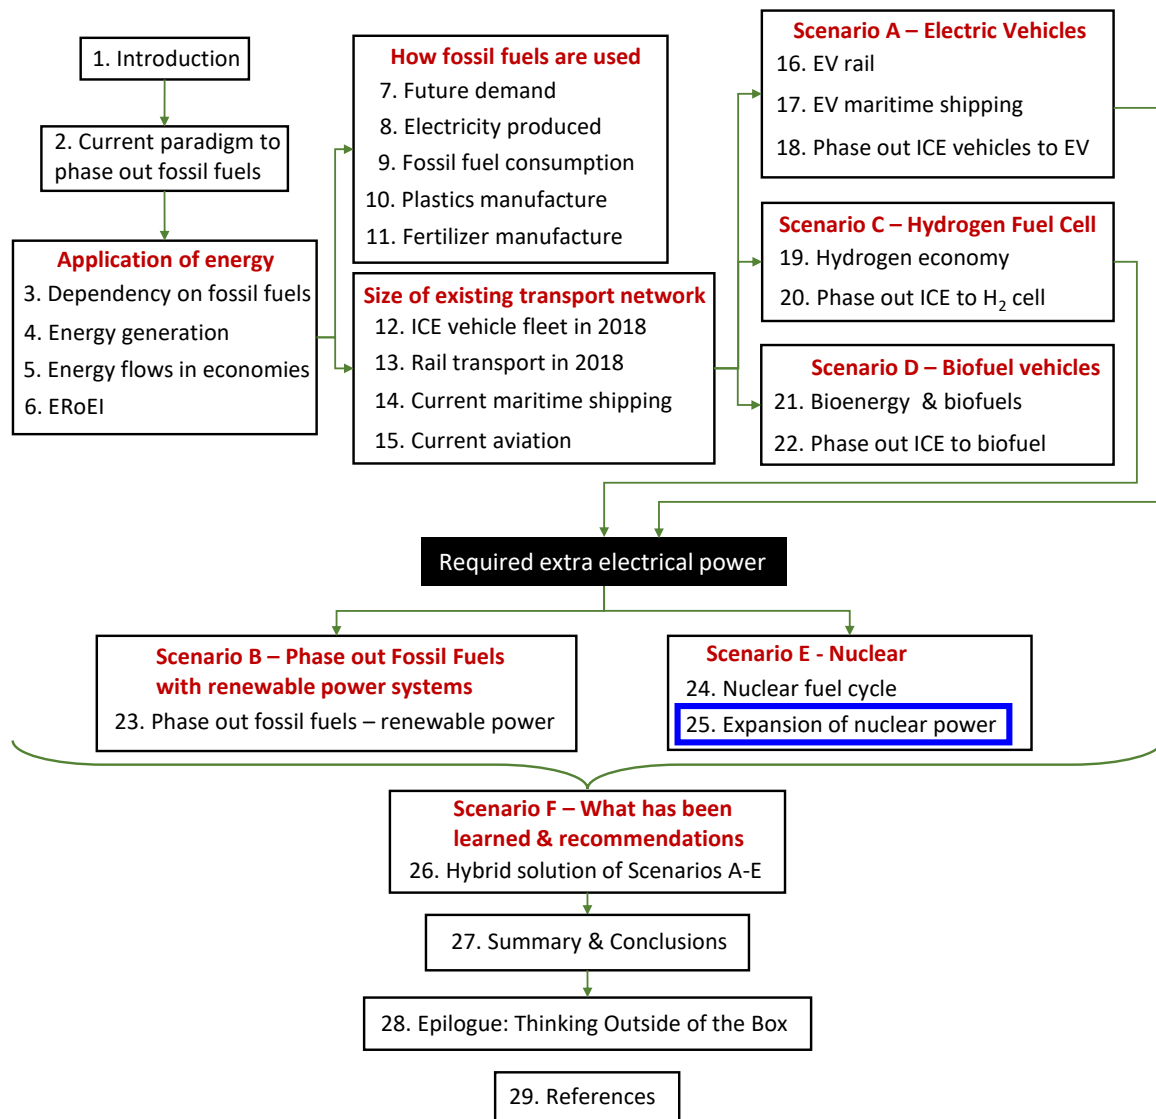 1. Introduction
2. Current paradigm to
phase out fossil fuels
Application of energy
3. Dependency on fossil fuels
4. Energy generation
5. Energy flows in economies
6. ERoEI
How fossil fuels are used
7. Future demand
8. Electricity produced
9. Fossil fuel consumption
10. Plastics manufacture
11. Fertilizer manufacture
Size of existing transport network
12. ICE vehicle fleet in 2018
13. Rail transport in 2018
14. Current maritime shipping
15. Current aviation
Scenario A – Electric Vehicles
16. EV rail
17. EV maritime shipping
18. Phase out ICE vehicles to EV
Scenario C – Hydrogen Fuel Cell
19. Hydrogen economy
20. Phase out ICE to H₂ cell
Scenario D – Biofuel vehicles
21. Bioenergy & biofuels
22. Phase out ICE to biofuel
Required extra electrical power
Scenario B – Phase out Fossil Fuels
with renewable power systems
23. Phase out fossil fuels – renewable power
Scenario E - Nuclear
24. Nuclear fuel cycle
25. Expansion of nuclear power
Scenario F – What has been
learned & recommendations
26. Hybrid solution of Scenarios A-E
27. Summary & Conclusions
28. Epilogue: Thinking Outside of the Box
29. References